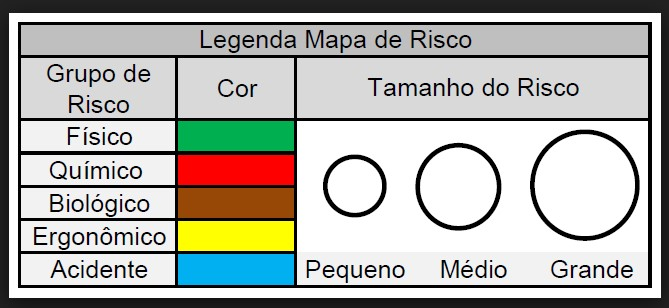 Legenda Mapa de Risco
Grupo de
Risco
Cor
Tamanho do Risco
Físico
Químico
Biológico
Ergonômico
Acidente
Pequeno
Médio
Grande